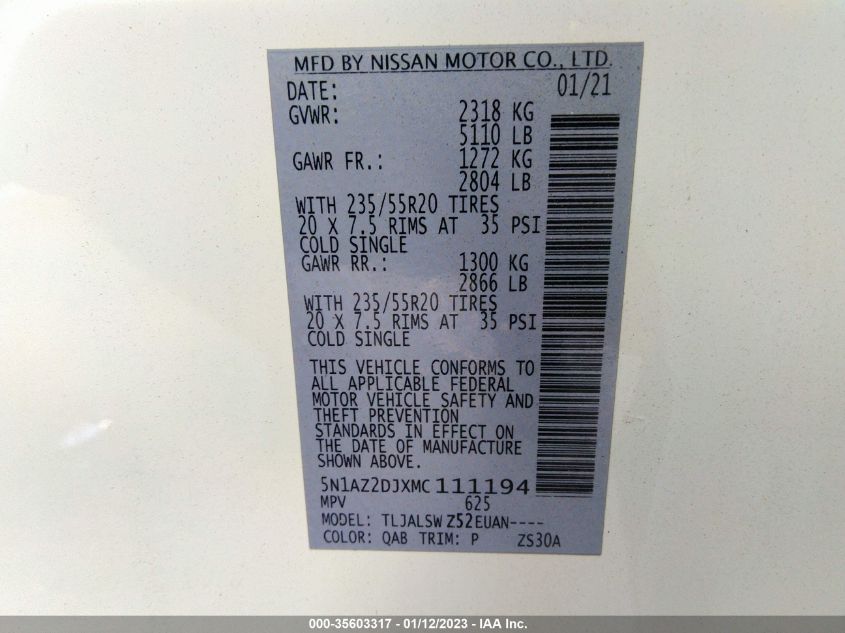 MFD BY NISSAN MOTOR CO., LTD.
DATE: 01/21
GVWR: 2318 KG
5110 LB
GAWR FR.: 1272 KG
2804 LB
WITH 235/55R20 TIRES
20 X 7.5 RIMS AT 35 PSI
COLD SINGLE
GAWR RR.: 1300 KG
2866 LB
WITH 235/55R20 TIRES
20 X 7.5 RIMS AT 35 PSI
COLD SINGLE
THIS VEHICLE CONFORMS TO
ALL APPLICABLE FEDERAL
MOTOR VEHICLE SAFETY AND
THEFT PREVENTION
STANDARDS IN EFFECT ON
THE DATE OF MANUFACTURE
SHOWN ABOVE.
5N1AZ2DJXMC111194
MPV 625
MODEL: TLJALSW Z52EUAN----
COLOR: QAB TRIM: P ZS30A
000-35603317 - 01/12/2023 - IAA Inc.